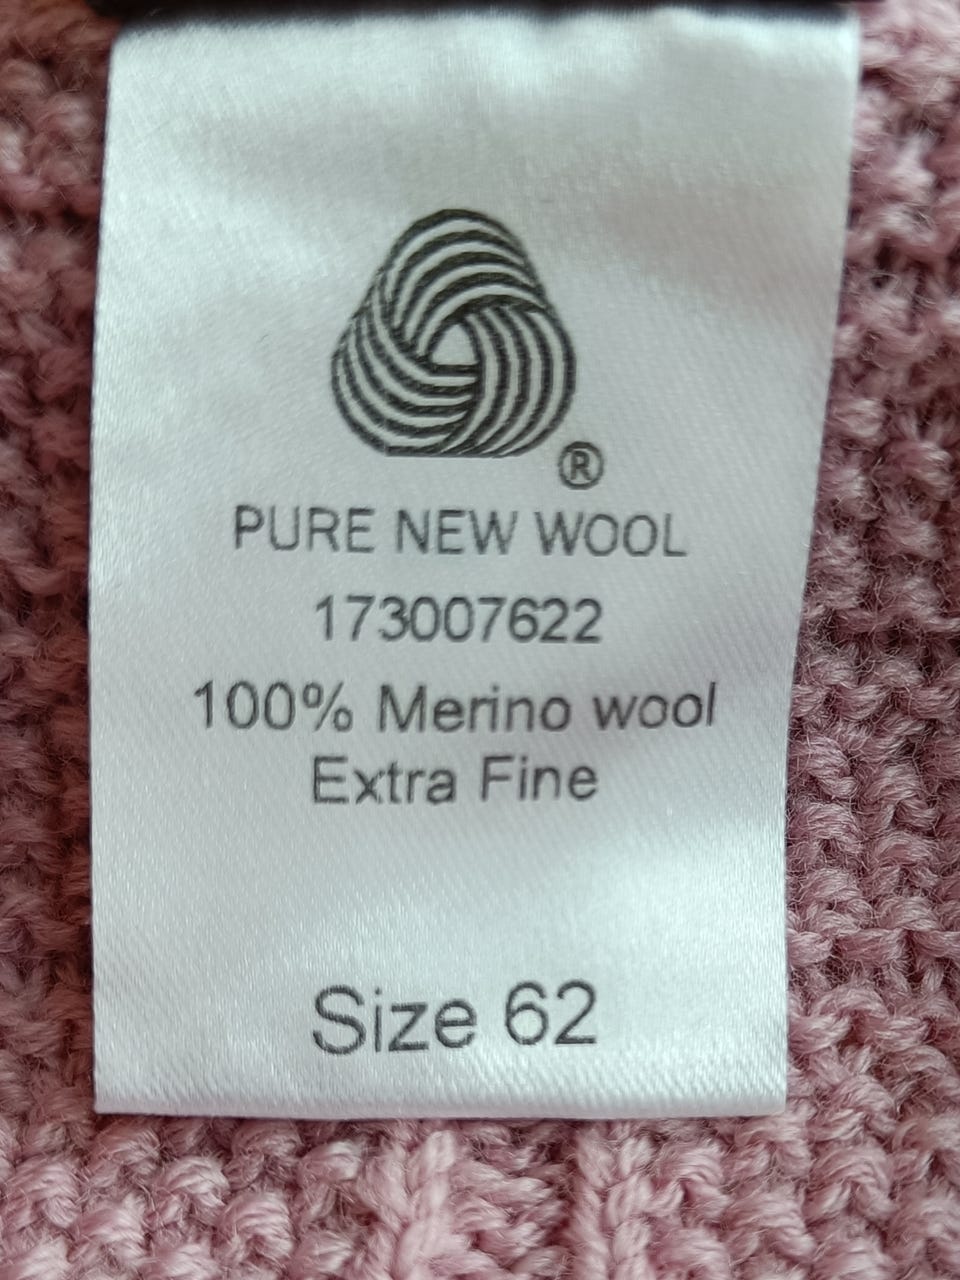 ®
PURE NEW WOOL
173007622
100% Merino wool
Extra Fine
Size 62